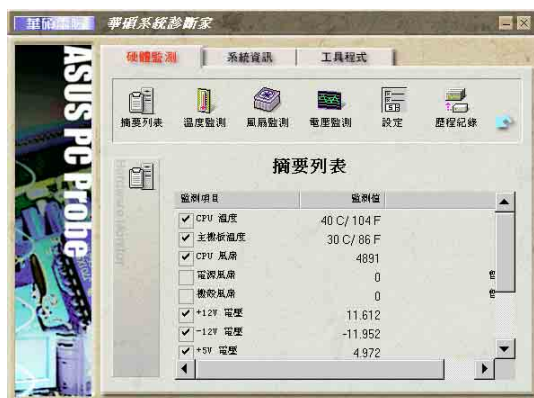 華碩電腦 華碩系統診斷家
硬體監測 系統資訊 工具程式
摘要列表 溫度監測 風扇監測 電壓監測 設定 歷程紀錄
ASUS PC Probe
Hardware Monitor
摘要列表
監測項目 監測值
CPU 溫度 40 C/ 104 F
主機板溫度 30 C/ 86 F
CPU 風扇 4891
電源風扇 0
機殼風扇 0
+12V 電壓 11.612
-12V 電壓 -11.952
+5V 電壓 4.972